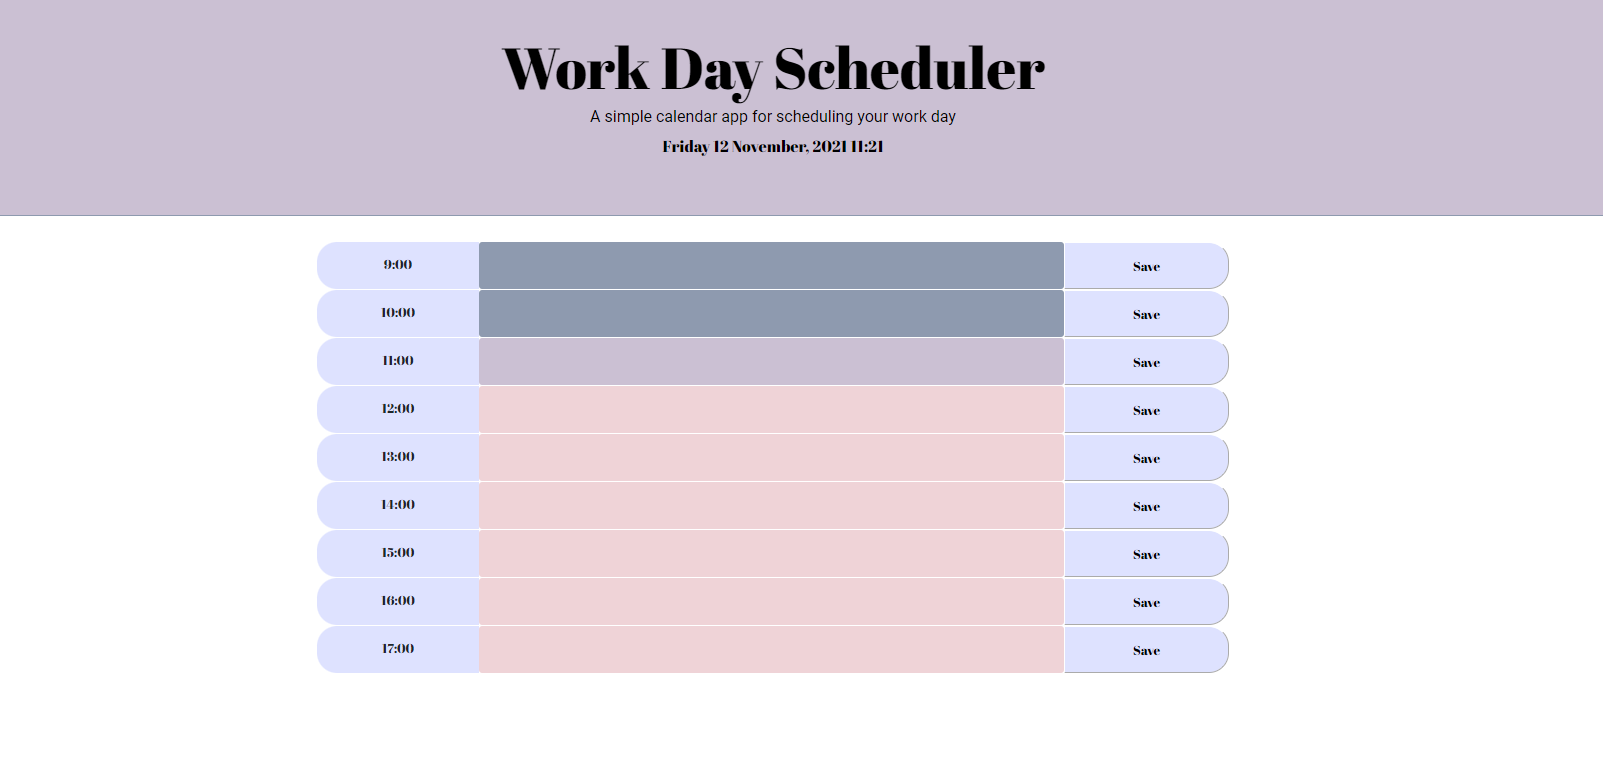 Work Day Scheduler
A simple calendar app for scheduling your work day
Friday 12 November, 2021 11:21
9:00 Save
10:00 Save
11:00 Save
12:00 Save
13:00 Save
14:00 Save
15:00 Save
16:00 Save
17:00 Save